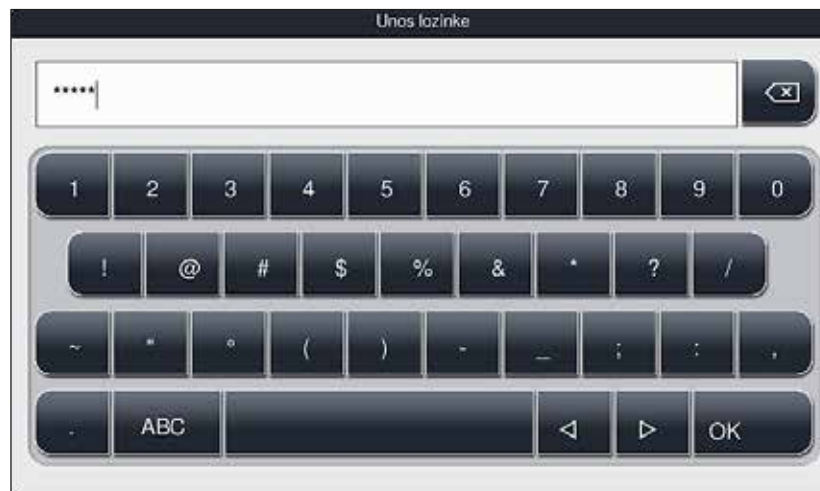 Unos lozinke
*****
1 2 3 4 5 6 7 8 9 0
! @ # $ % & * ? /
~ " ° ( ) - _ ; : ,
. ABC OK